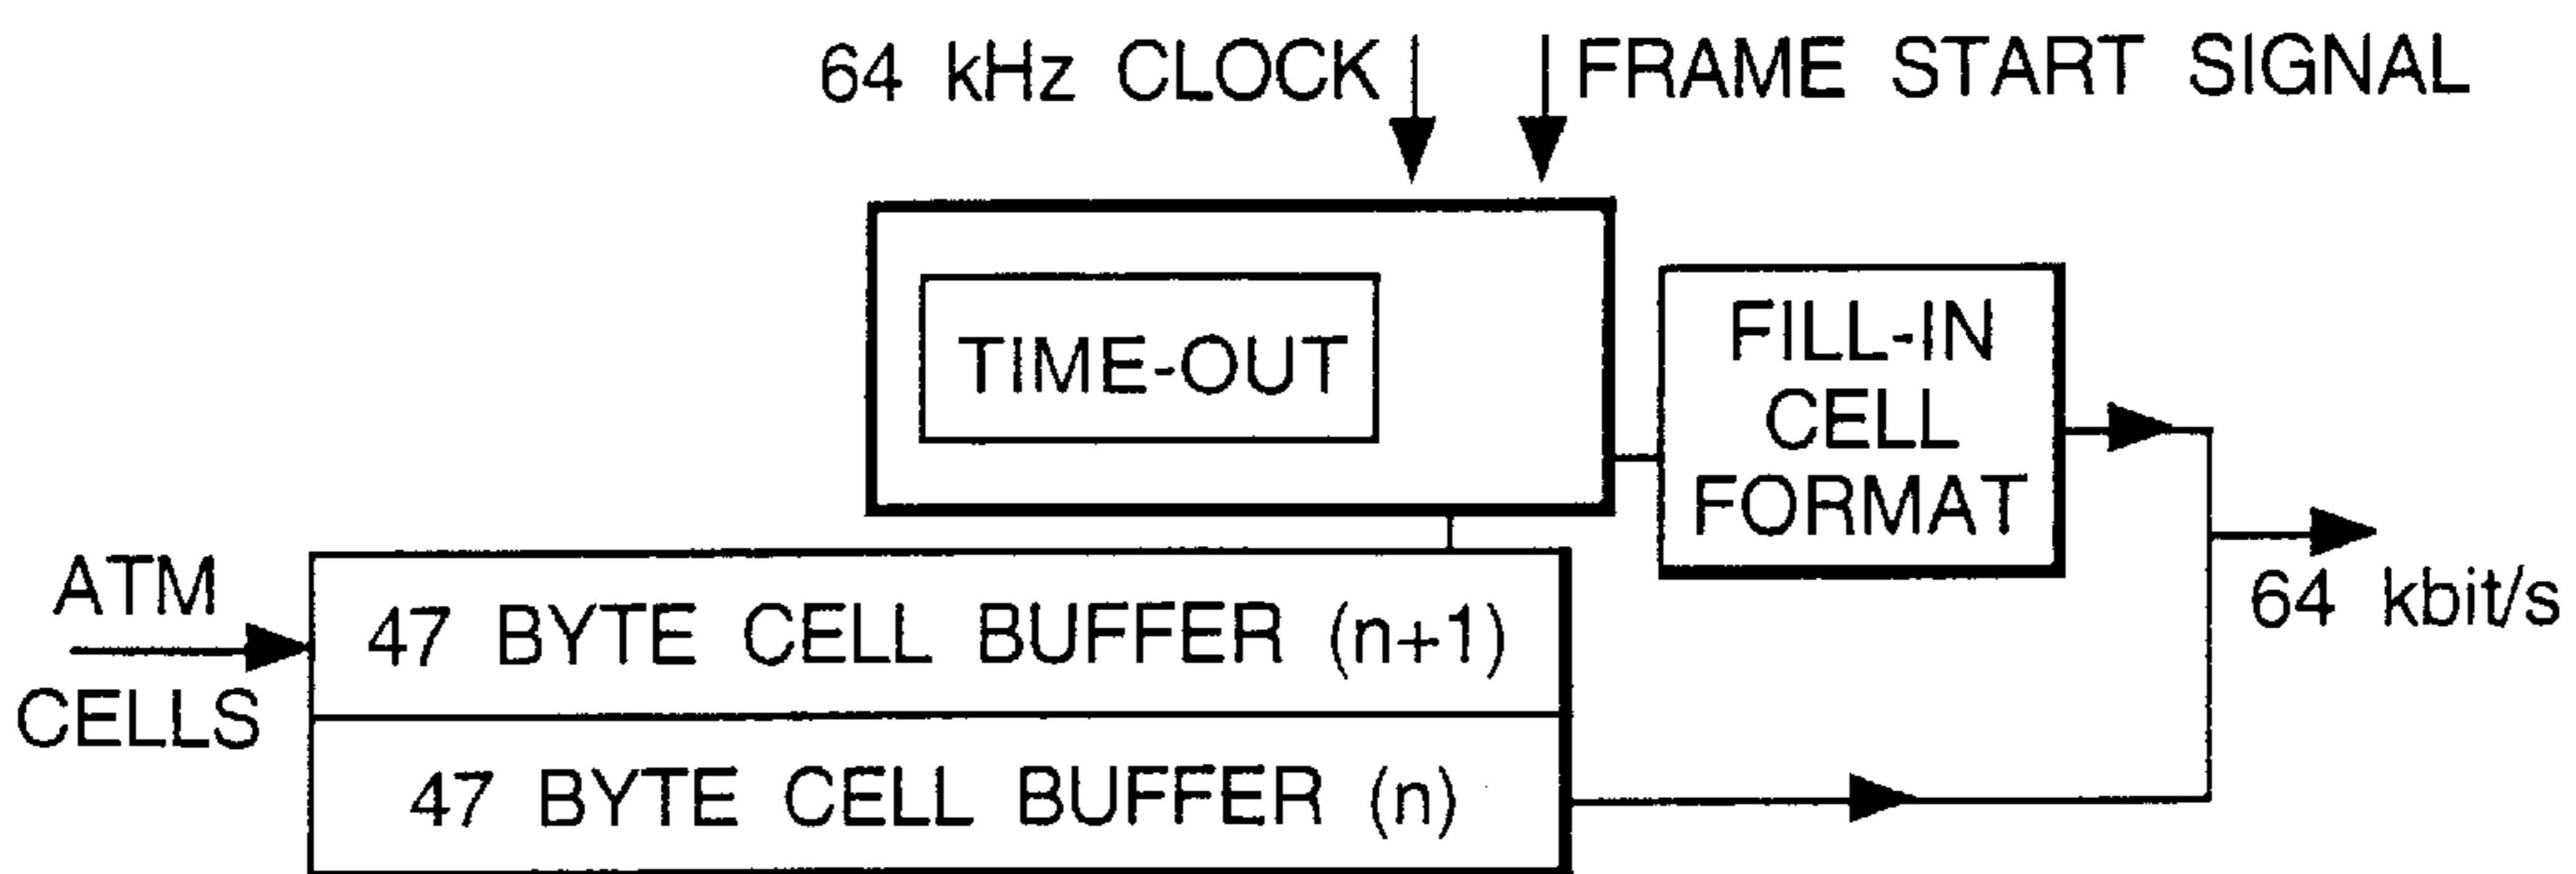 64 kHz CLOCK
FRAME START SIGNAL
TIME-OUT
FILL-IN
CELL
FORMAT
ATM
CELLS
47 BYTE CELL BUFFER (n+1)
47 BYTE CELL BUFFER (n)
64 kbit/s